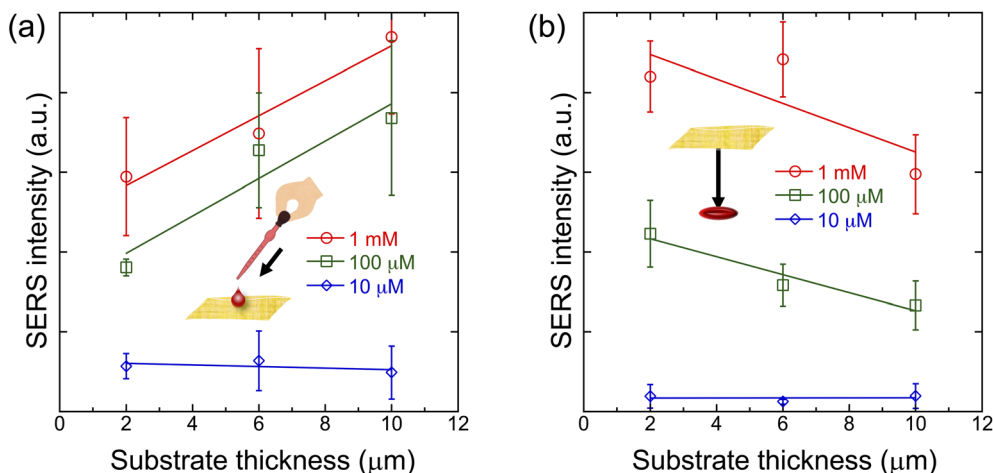 (a)
SERS intensity (a.u.)
1 mM
100 μM
10 μM
0 2 4 6 8 10 12
Substrate thickness (μm)
(b)
SERS intensity (a.u.)
1 mM
100 μM
10 μM
0 2 4 6 8 10 12
Substrate thickness (μm)